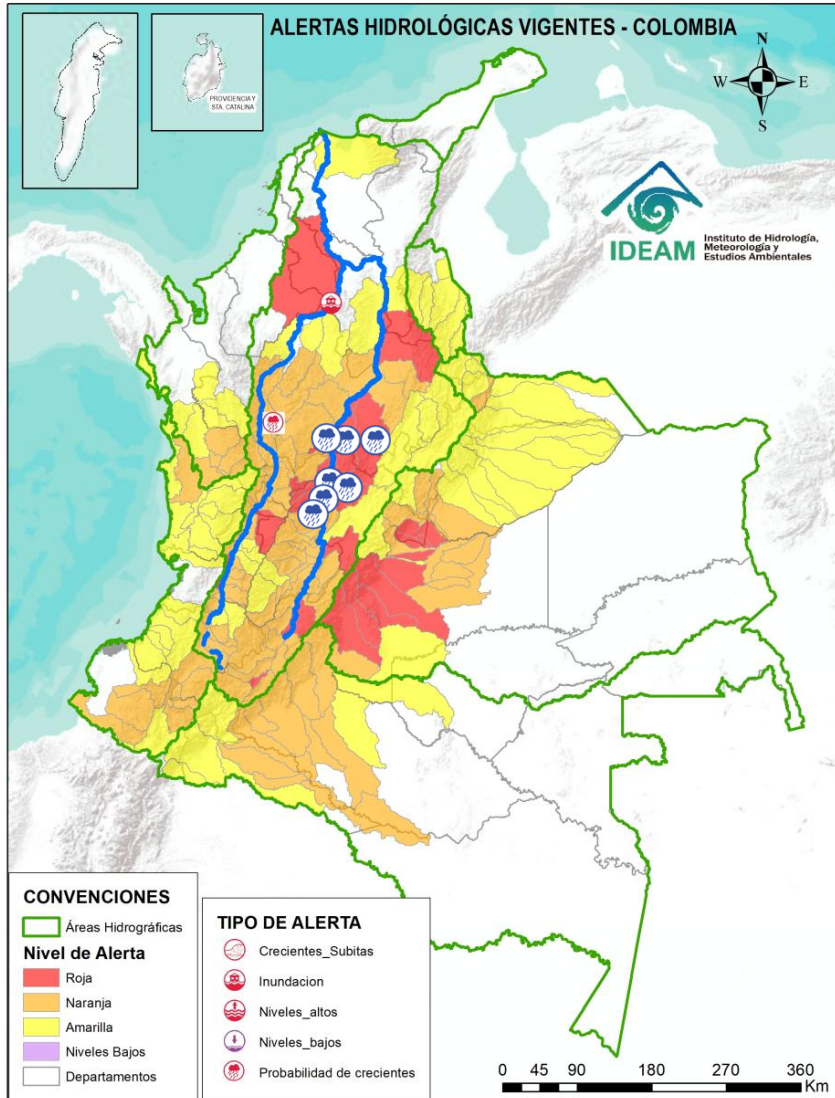 ALERTAS HIDROLÓGICAS VIGENTES - COLOMBIA
PROVIDENCIA Y
STA. CATALINA
N
W
E
S
IDEAM
Instituto de Hidrología,
Meteorología y
Estudios Ambientales
CONVENCIONES
Áreas Hidrográficas
Nivel de Alerta
Roja
Naranja
Amarilla
Niveles Bajos
Departamentos
TIPO DE ALERTA
Crecientes_Subitas
Inundacion
Niveles_altos
Niveles_bajos
Probabilidad de crecientes
0 45 90 180 270 360
Km